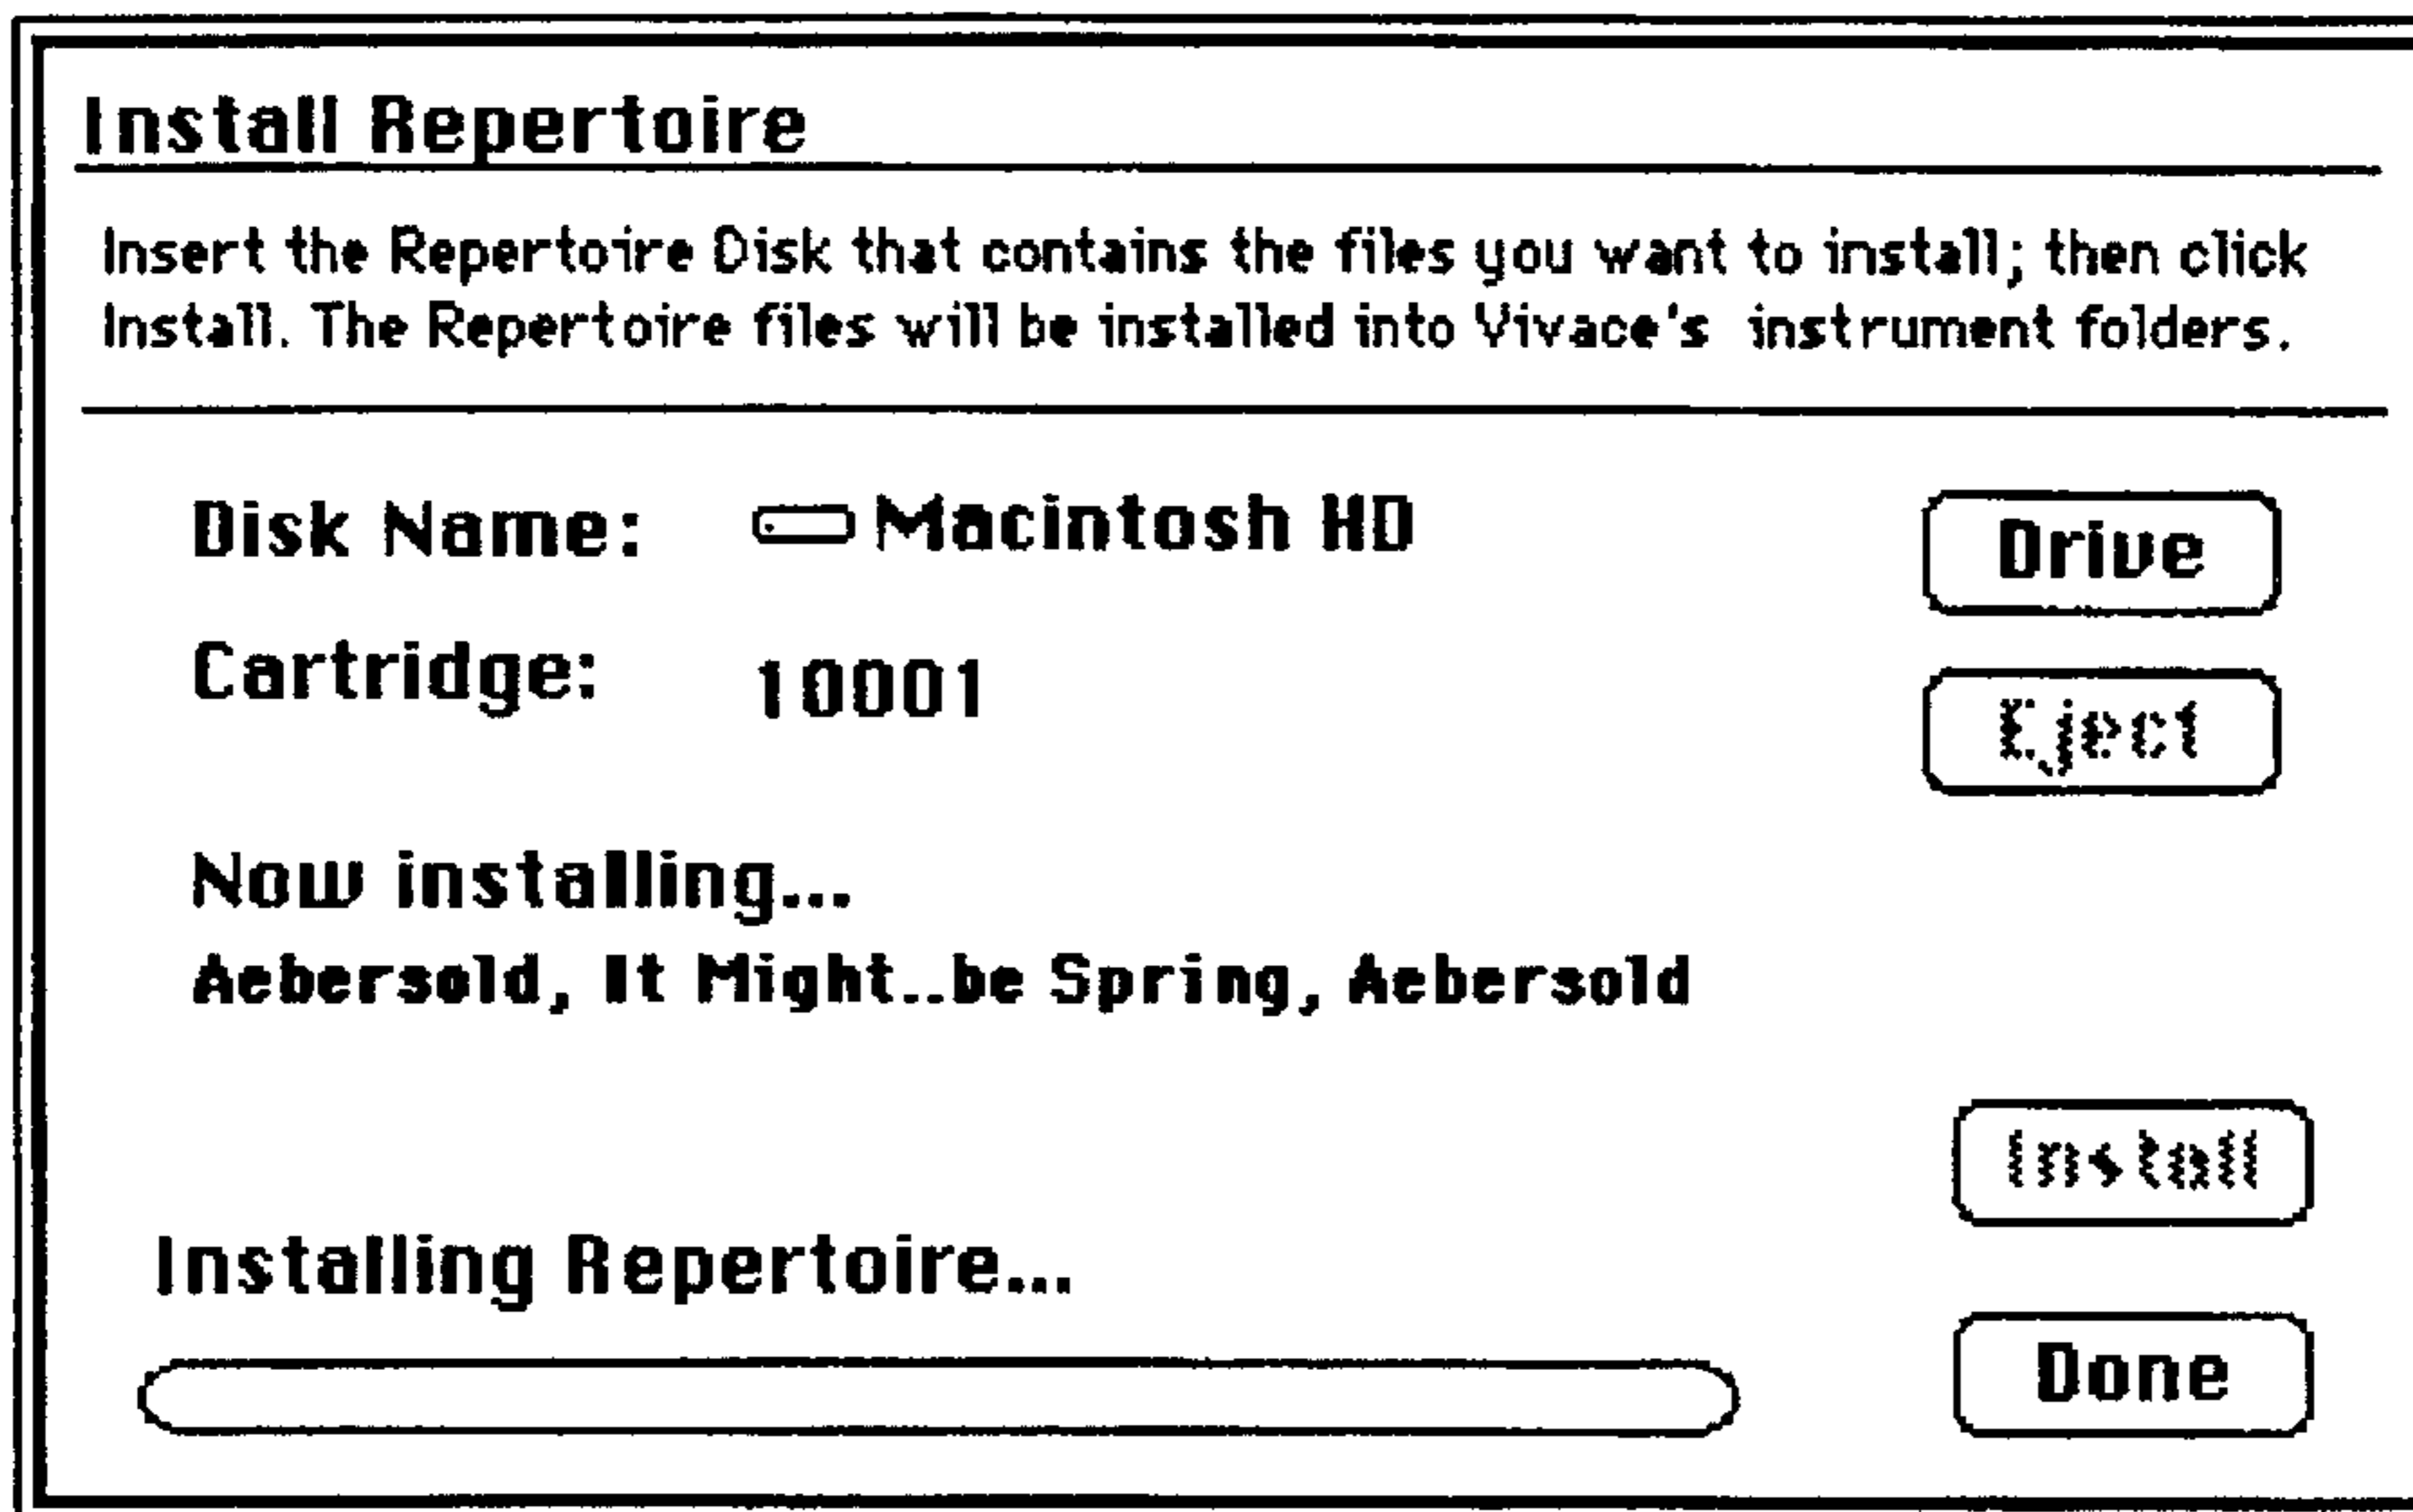 Install Repertoire
Insert the Repertoire Disk that contains the files you want to install; then click
Install. The Repertoire files will be installed into Vivace's instrument folders.
Disk Name: Macintosh HD
Drive
Cartridge: 10001
Eject
Now installing...
Aebersold, It Might..be Spring, Aebersold
Install
Installing Repertoire...
Done